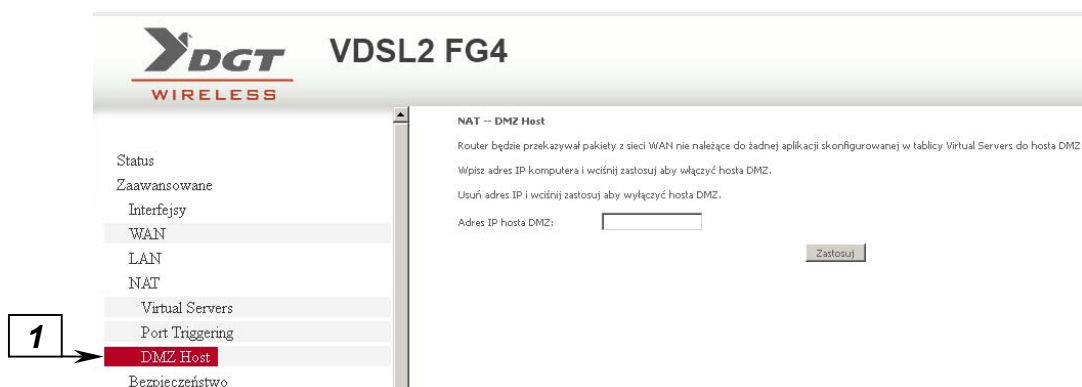 DGT
WIRELESS
VDSL2 FG4
Status
Zaawansowane
Interfejsy
WAN
LAN
NAT
Virtual Servers
Port Triggering
1
DMZ Host
Bezpieczeństwo
NAT -- DMZ Host
Router będzie przekazywał pakiety z sieci WAN nie należące do żadnej aplikacji skonfigurowanej w tablicy Virtual Servers do hosta DMZ
Wpisz adres IP komputera i wciśnij zastosuj aby włączyć hosta DMZ.
Usuń adres IP i wciśnij zastosuj aby wyłączyć hosta DMZ.
Adres IP hosta DMZ:
Zastosuj